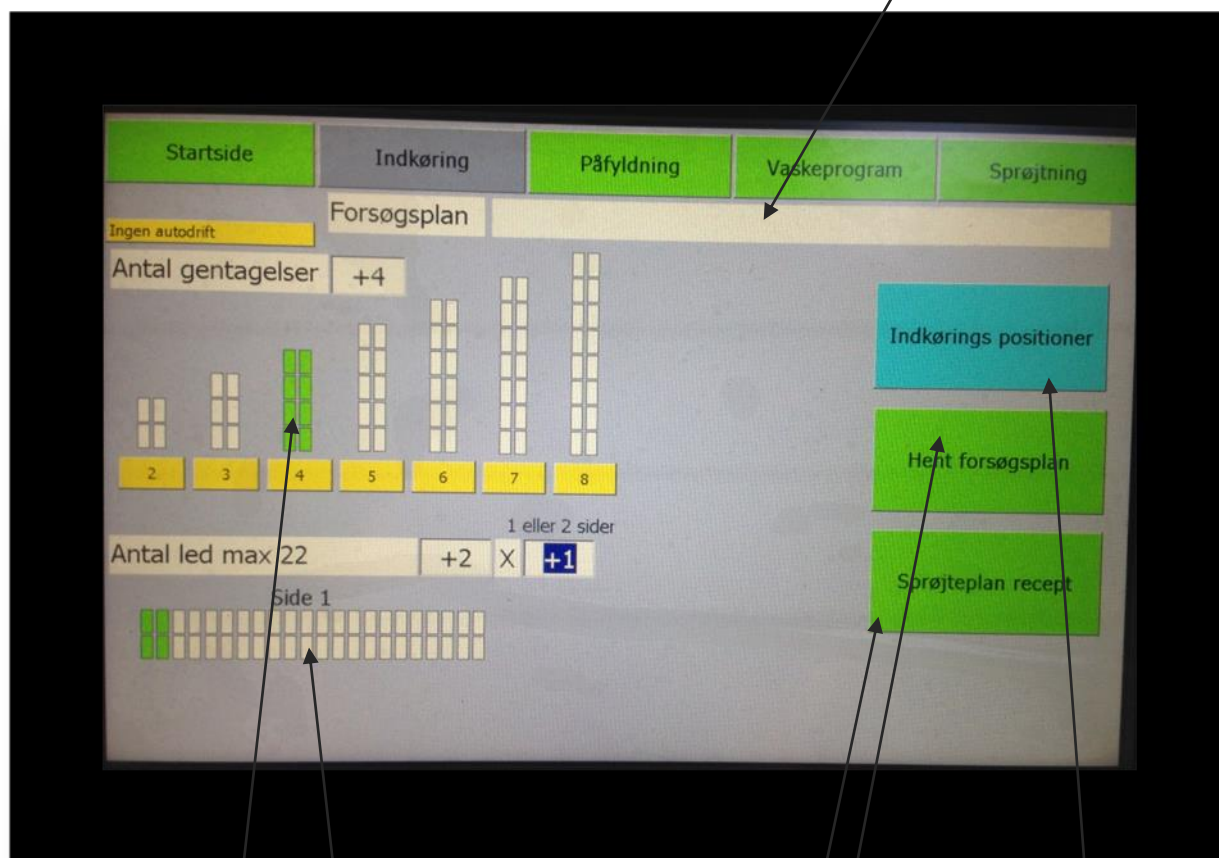 Startside Indkøring Påfyldning Vaskeprogram Sprøjtning
Ingen autodrift
Forsøgsplan
Antal gentagelser +4
Indkørings positioner
Hent forsøgsplan
2 3 4 5 6 7 8
1 eller 2 sider
Antal led max 22 +2 X +1
Sprøjteplan recept
Side 1